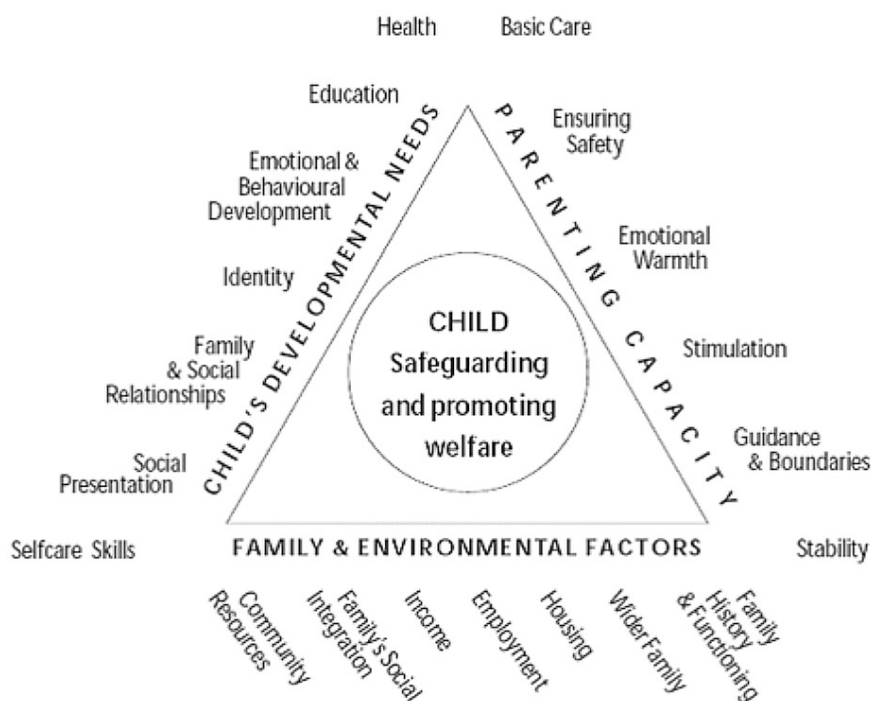 Health
Basic Care
Education
Ensuring
Safety
Emotional &
Behavioural
Development
Emotional
Warmth
Identity
Family
& Social
Relationships
Stimulation
Social
Presentation
Guidance
& Boundaries
Selfcare Skills
Stability
CHILD'S DEVELOPMENTAL NEEDS
PARENTING CAPACITY
CHILD
Safeguarding
and promoting
welfare
FAMILY & ENVIRONMENTAL FACTORS
Community
Resources
Family's Social
Integration
Income
Employment
Housing
Wider Family
Family
History
& Functioning